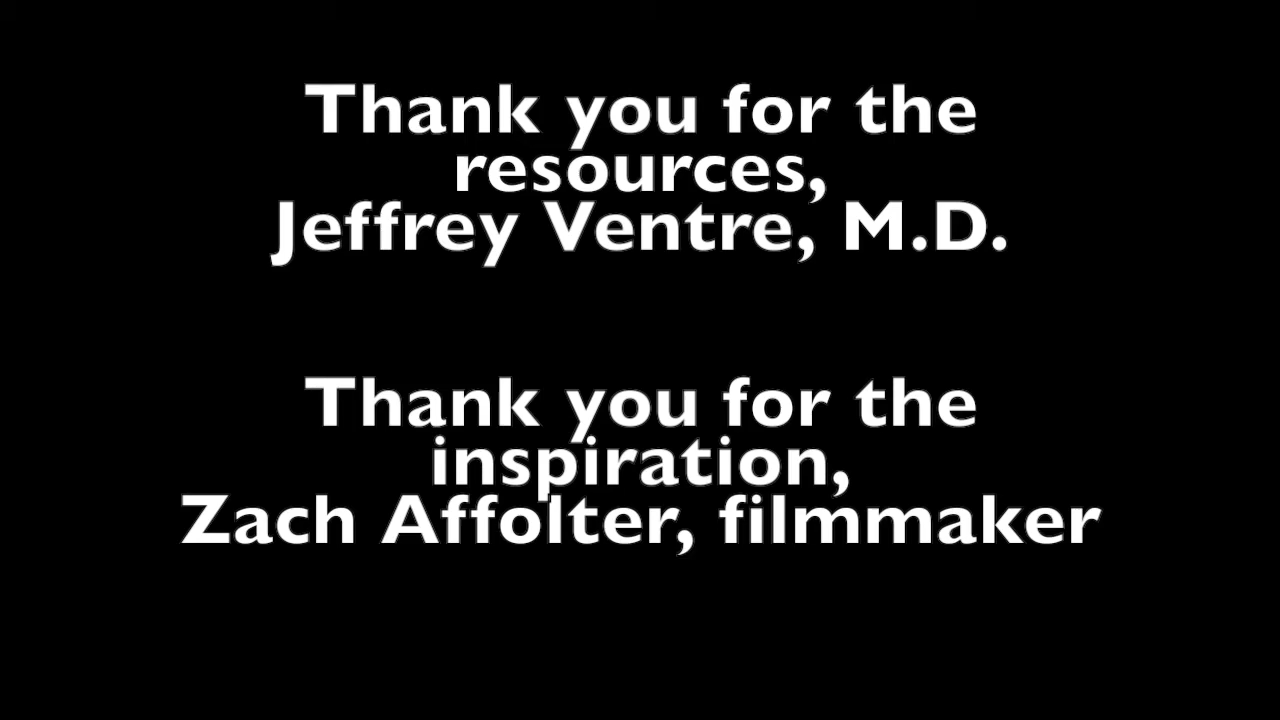 Thank you for the
resources,
Jeffrey Ventre, M.D.
Thank you for the
inspiration,
Zach Affolter, filmmaker